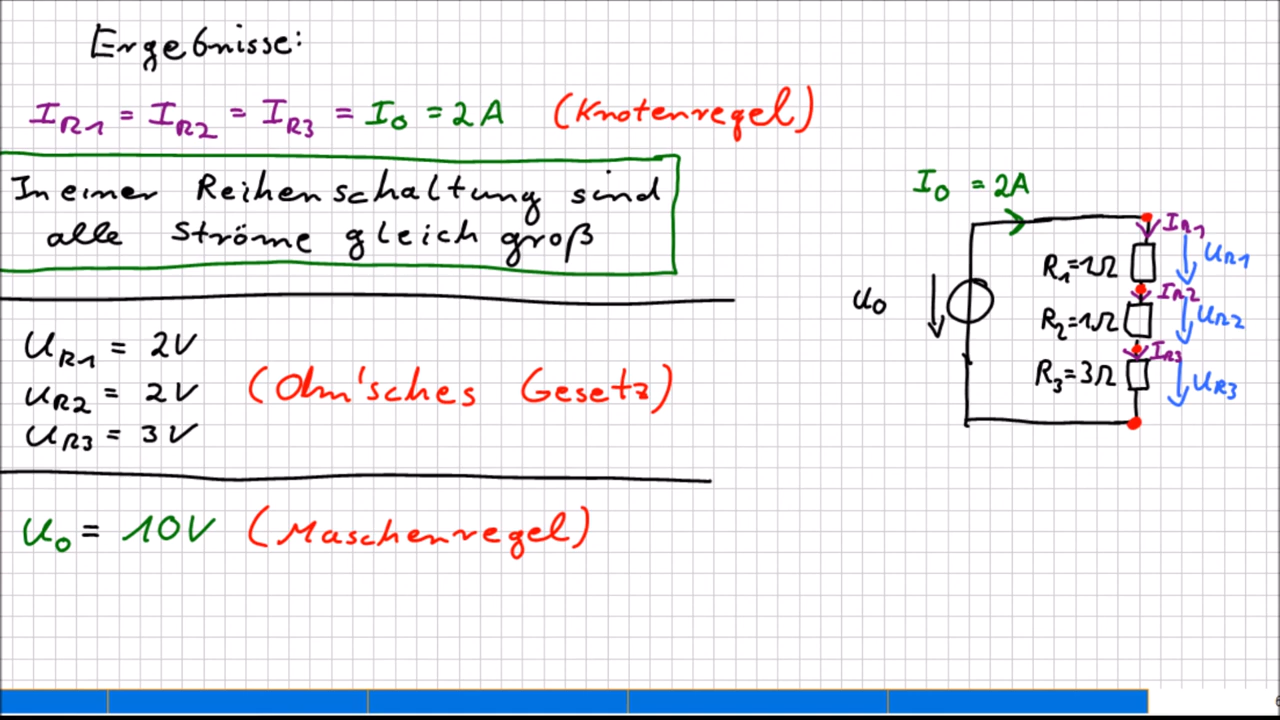 Ergebnisse:
I_R1 = I_R2 = I_R3 = I_0 = 2A (Knotenregel)
In einer Reihenschaltung sind
alle Ströme gleich groß
U_R1 = 2V
U_R2 = 2V
U_R3 = 3V
(Ohm'sches Gesetz)
U_0 = 10V (Maschenregel)
I_0 = 2A
I_R1
U_R1
R_1=1Ω
I_R2
U_0
U_R2
R_2=1Ω
I_R3
R_3=3Ω
U_R3